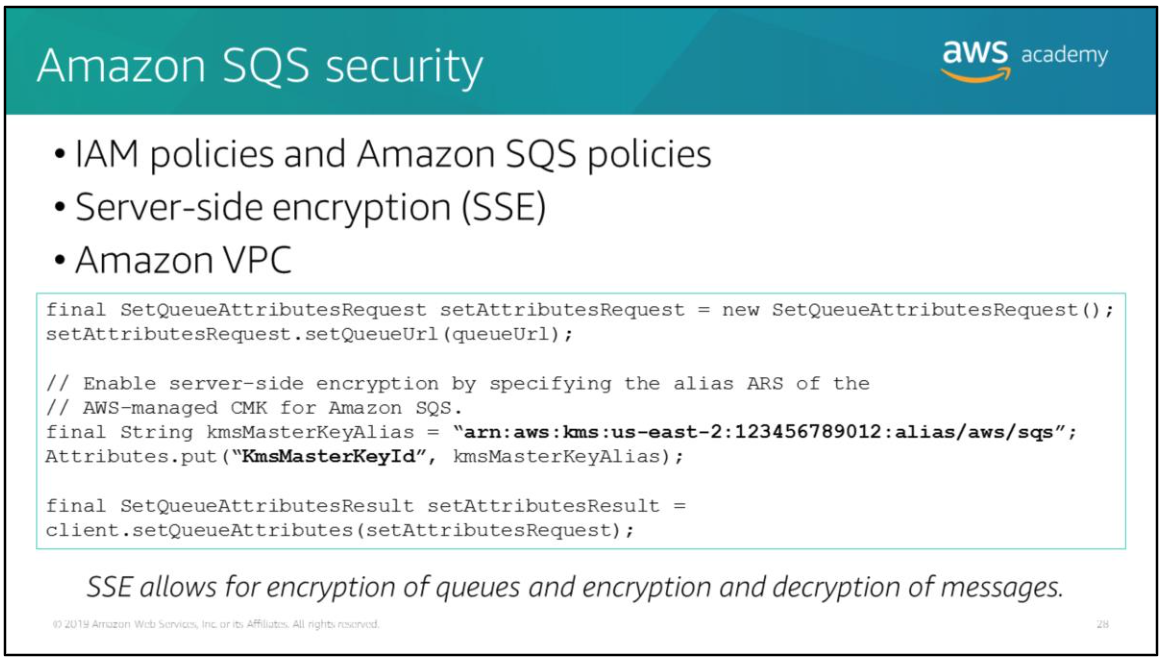 Amazon SQS security
aws academy
• IAM policies and Amazon SQS policies
• Server-side encryption (SSE)
• Amazon VPC
final SetQueueAttributesRequest setAttributesRequest = new SetQueueAttributesRequest();
setAttributesRequest.setQueueUrl(queueUrl);
// Enable server-side encryption by specifying the alias ARS of the
// AWS-managed CMK for Amazon SQS.
final String kmsMasterKeyAlias = “arn:aws:kms:us-east-2:123456789012:alias/aws/sqs”;
Attributes.put(“KmsMasterKeyId”, kmsMasterKeyAlias);
final SetQueueAttributesResult setAttributesResult =
client.setQueueAttributes(setAttributesRequest);
SSE allows for encryption of queues and encryption and decryption of messages.
© 2019 Amazon Web Services, Inc. or its Affiliates. All rights reserved.
28